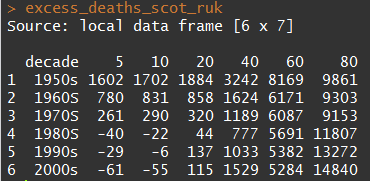 > excess_deaths_scot_ruk
Source: local data frame [6 x 7]
decade 5 10 20 40 60 80
1 1950s 1602 1702 1884 3242 8169 9861
2 1960s 780 831 858 1624 6171 9303
3 1970s 261 290 320 1189 6087 9153
4 1980s -40 -22 44 777 5691 11807
5 1990s -29 -6 137 1033 5382 13272
6 2000s -61 -55 115 1529 5284 14840